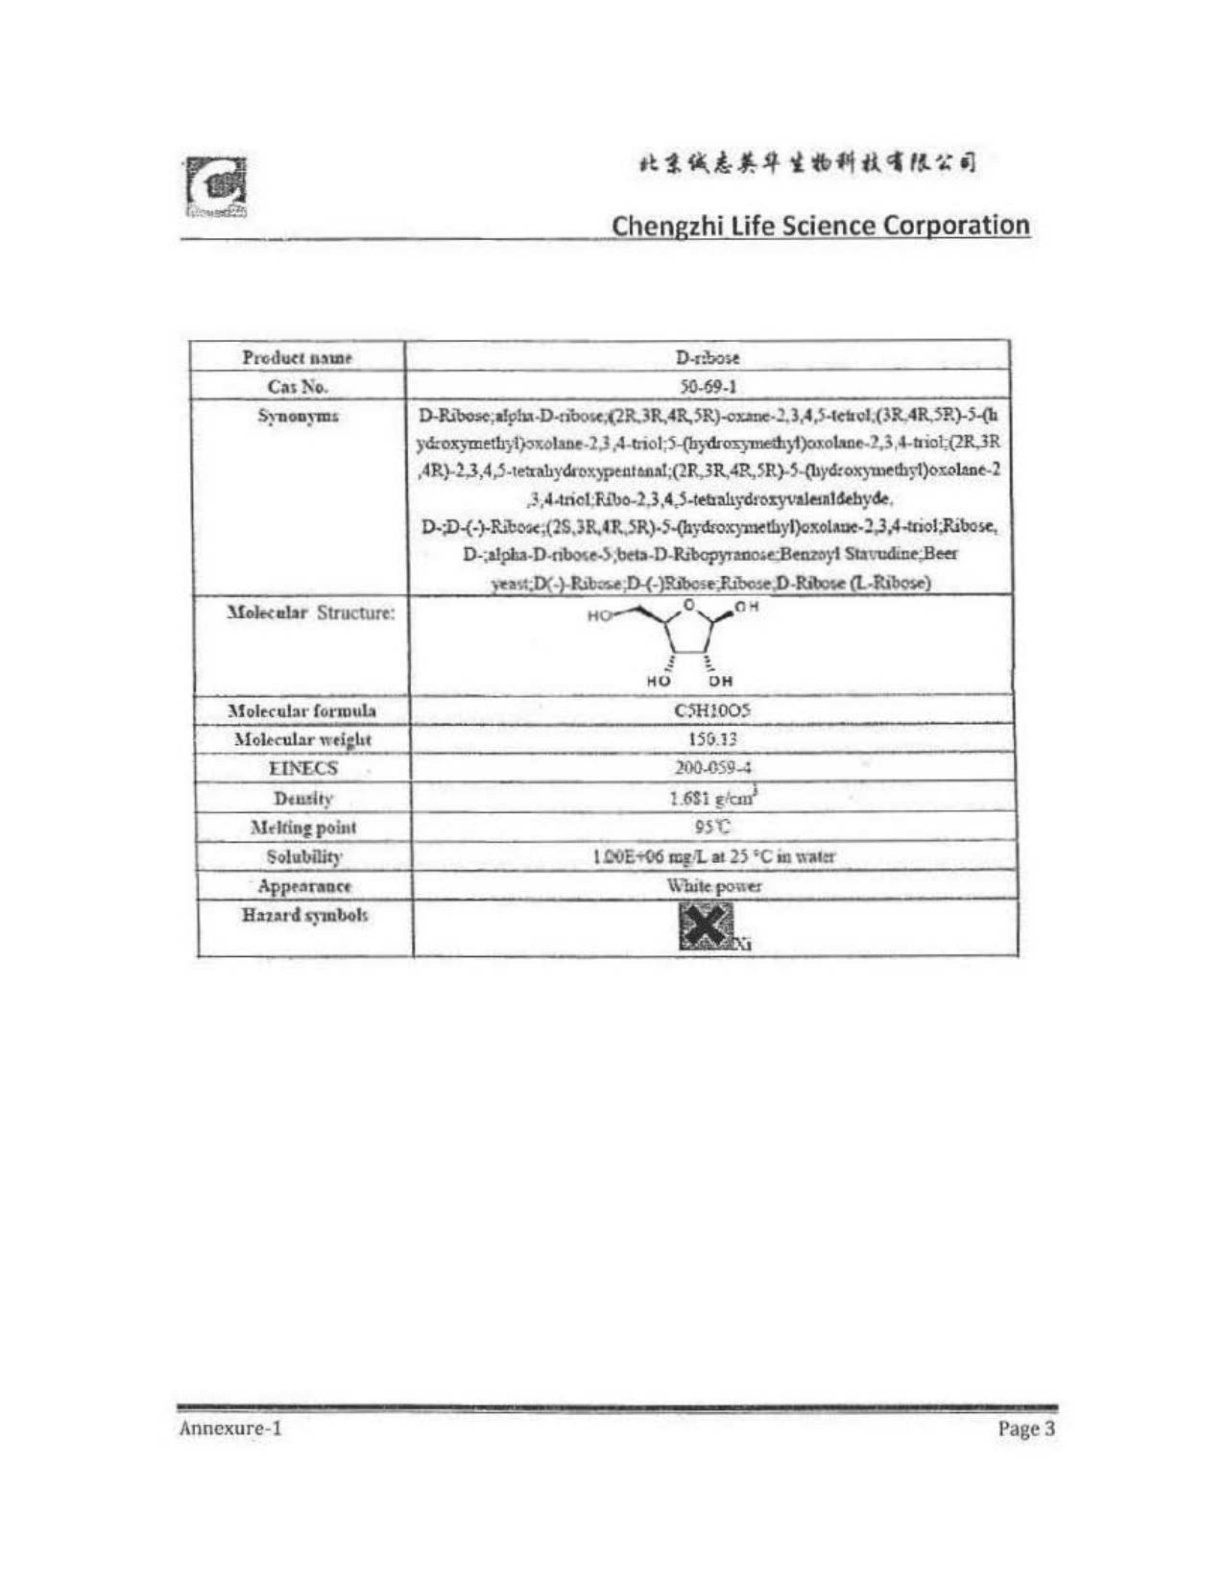 北京诚志英华生物科技有限公司
Chengzhi Life Science Corporation
Product name D-ribose
Cas No. 50-69-1
Synonyms D-Ribose;alpha-D-ribose;(2R,3R,4R,5R)-oxane-2,3,4,5-tetrol;(3R,4R,5R)-5-(h
ydroxymethyl)oxolane-2,3,4-triol;5-(hydroxymethyl)oxolane-2,3,4-triol;(2R,3R
,4R)-2,3,4,5-tetrahydroxypentanal;(2R,3R,4R,5R)-5-(hydroxymethyl)oxolane-2
,3,4-triol;Ribo-2,3,4,5-tetrahydroxyvaleraldehyde,
D-;D-(-)-Ribose;(2S,3R,4R,5R)-5-(hydroxymethyl)oxolane-2,3,4-triol;Ribose,
D-;alpha-D-ribose-5;beta-D-Ribopyranose;Benzoyl Stavudine;Beer
yeast;D(-)-Ribose;D-(-)Ribose;Ribose,D-Ribose (L-Ribose)
Molecular Structure:
HO O OH
HO OH
Molecular formula C5H10O5
Molecular weight 150.13
EINECS 200-059-4
Density 1.681 g/cm³
Melting point 95℃
Solubility 1.00E+06 mg/L at 25 °C in water
Appearance White power
Hazard symbols Xi
Annexure-1 Page 3